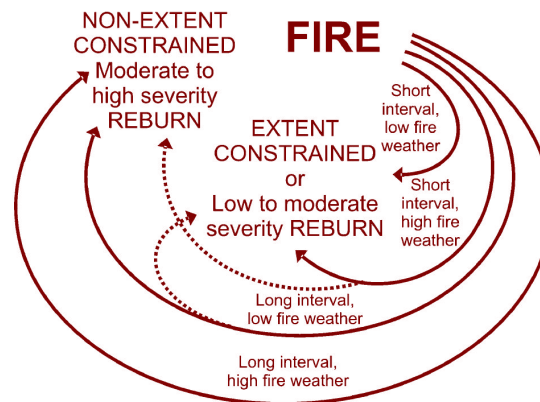 NON-EXTENT
CONSTRAINED
Moderate to
high severity
REBURN
FIRE
Short
interval,
low fire
weather
EXTENT
CONSTRAINED
or
Low to moderate
severity REBURN
Short
interval,
high fire
weather
Long interval,
low fire weather
Long interval,
high fire weather